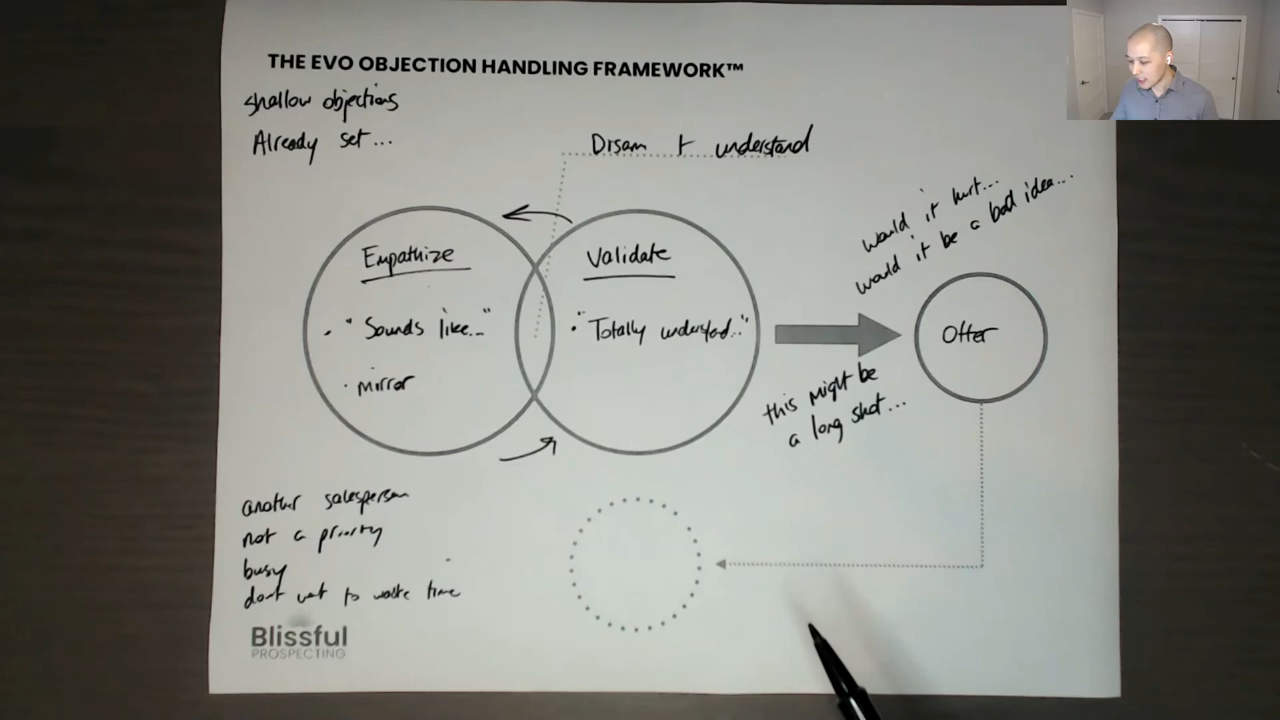 THE EVO OBJECTION HANDLING FRAMEWORK™
shallow objections
Already set...
Disarm + understand
would it hurt...
would it be a bad idea...
Empathize
• "Sounds like..."
• mirror
Validate
• "Totally understand..."
Offer
this might be
a long shot...
another salesperson
not a priority
busy
dont want to waste time
Blissful
PROSPECTING